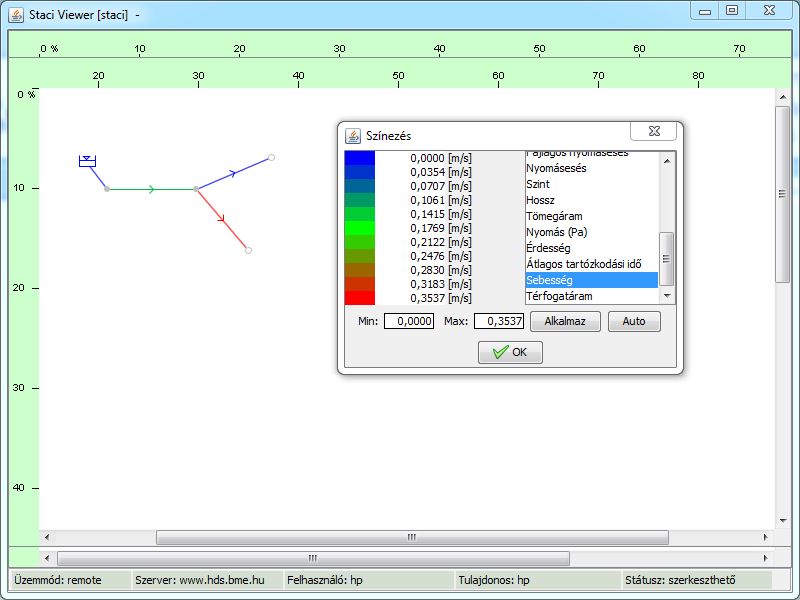 Staci Viewer [staci] -
0 % 10 20 30 40 50 60 70
20 30 40 50 60 70 80
0 %
10
20
30
40
Színezés
0,0000 [m/s]
0,0354 [m/s]
0,0707 [m/s]
0,1061 [m/s]
0,1415 [m/s]
0,1769 [m/s]
0,2122 [m/s]
0,2476 [m/s]
0,2830 [m/s]
0,3183 [m/s]
0,3537 [m/s]
Fajlagos nyomásesés
Nyomásesés
Szint
Hossz
Tömegáram
Nyomás (Pa)
Érdesség
Átlagos tartózkodási idő
Sebesség
Térfogatáram
Min: 0,0000 Max: 0,3537 Alkalmaz Auto
OK
Üzemmód: remote Szerver: www.hds.bme.hu Felhasználó: hp Tulajdonos: hp Státusz: szerkeszthető